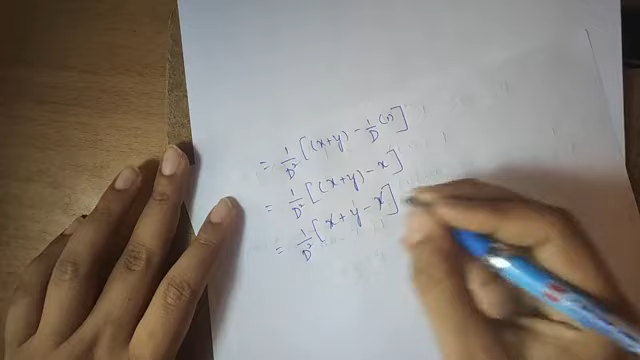 = 1/D² [(x+y) - 1/D (1)]
= 1/D² [(x+y) - x]
= 1/D² [x+y-x]